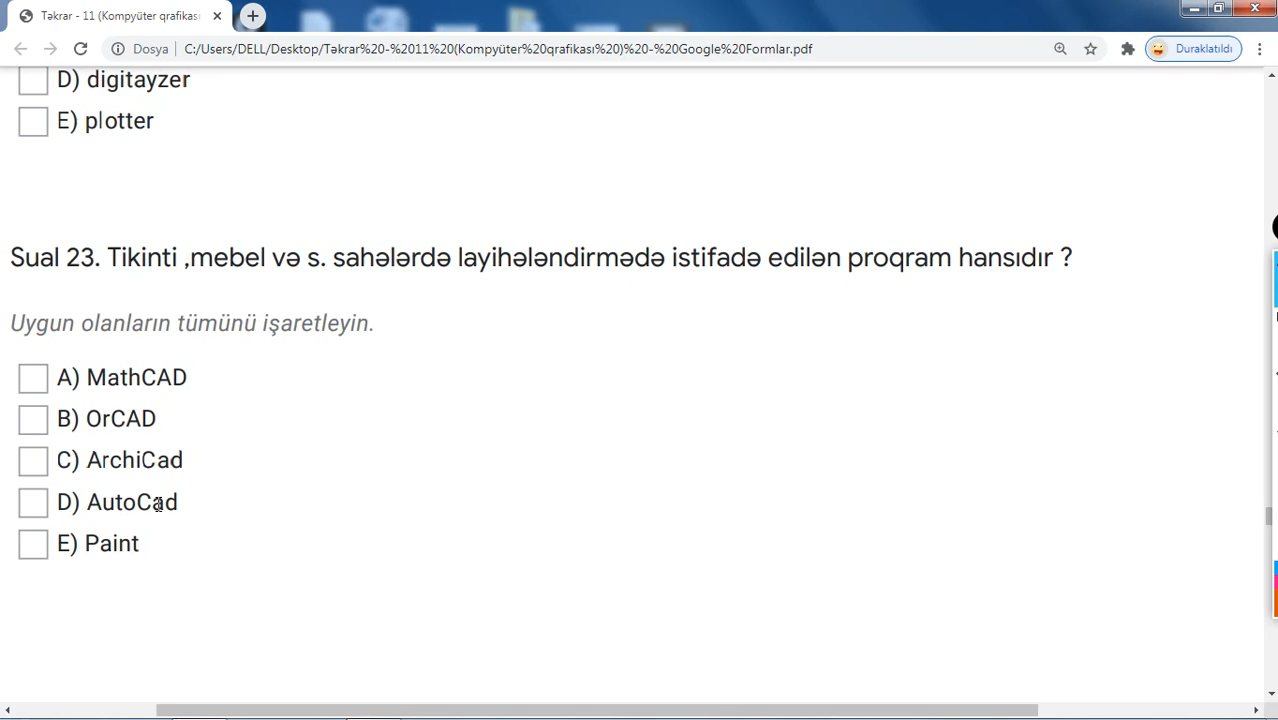 Təkrar - 11 (Kompyüter qrafikası
Dosya C:/Users/DELL/Desktop/Təkrar%20-%2011%20(Kompyüter%20qrafikası%20)%20-%20Google%20Formlar.pdf Duraklatıldı
D) digitayzer
E) plotter
Sual 23. Tikinti ,mebel və s. sahələrdə layihələndirmədə istifadə edilən proqram hansıdır ?
Uygun olanların tümünü işaretleyin.
A) MathCAD
B) OrCAD
C) ArchiCad
D) AutoCad
E) Paint